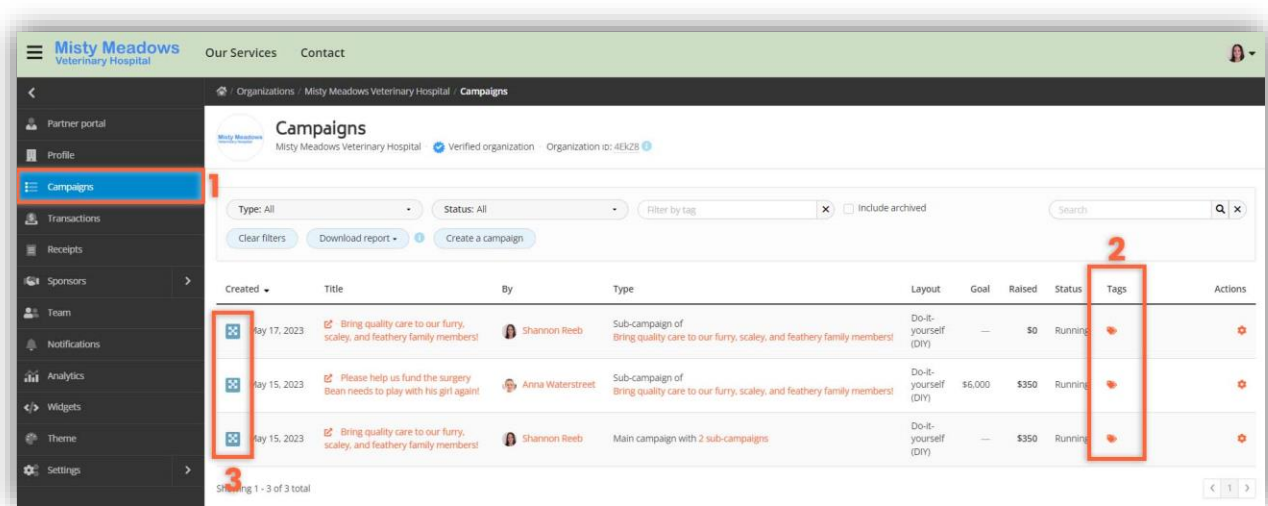 Misty Meadows
Veterinary Hospital
Our Services
Contact
/ Organizations / Misty Meadows Veterinary Hospital / Campaigns
Partner portal
Profile
Campaigns
1
Transactions
Receipts
Sponsors
Team
Notifications
Analytics
Widgets
Theme
Settings
Misty Meadows
Veterinary Hospital
Campaigns
Misty Meadows Veterinary Hospital · Verified organization · Organization ID: 4EkZ8
Type: All
Status: All
Filter by tag
x
Include archived
Search
x
Clear filters
Download report
Create a campaign
2
Created
Title
By
Type
Layout
Goal
Raised
Status
Tags
Actions
May 17, 2023
Bring quality care to our furry,
scaley, and feathery family members!
Shannon Reeb
Sub-campaign of
Bring quality care to our furry, scaley, and feathery family members!
Do-it-
yourself
(DIY)
—
$0
Running
May 15, 2023
Please help us fund the surgery
Bean needs to play with his girl again!
Anna Waterstreet
Sub-campaign of
Bring quality care to our furry, scaley, and feathery family members!
Do-it-
yourself
(DIY)
$6,000
$350
Running
May 15, 2023
Bring quality care to our furry,
scaley, and feathery family members!
Shannon Reeb
Main campaign with 2 sub-campaigns
Do-it-
yourself
(DIY)
—
$350
Running
3
Showing 1 - 3 of 3 total
< 1 >